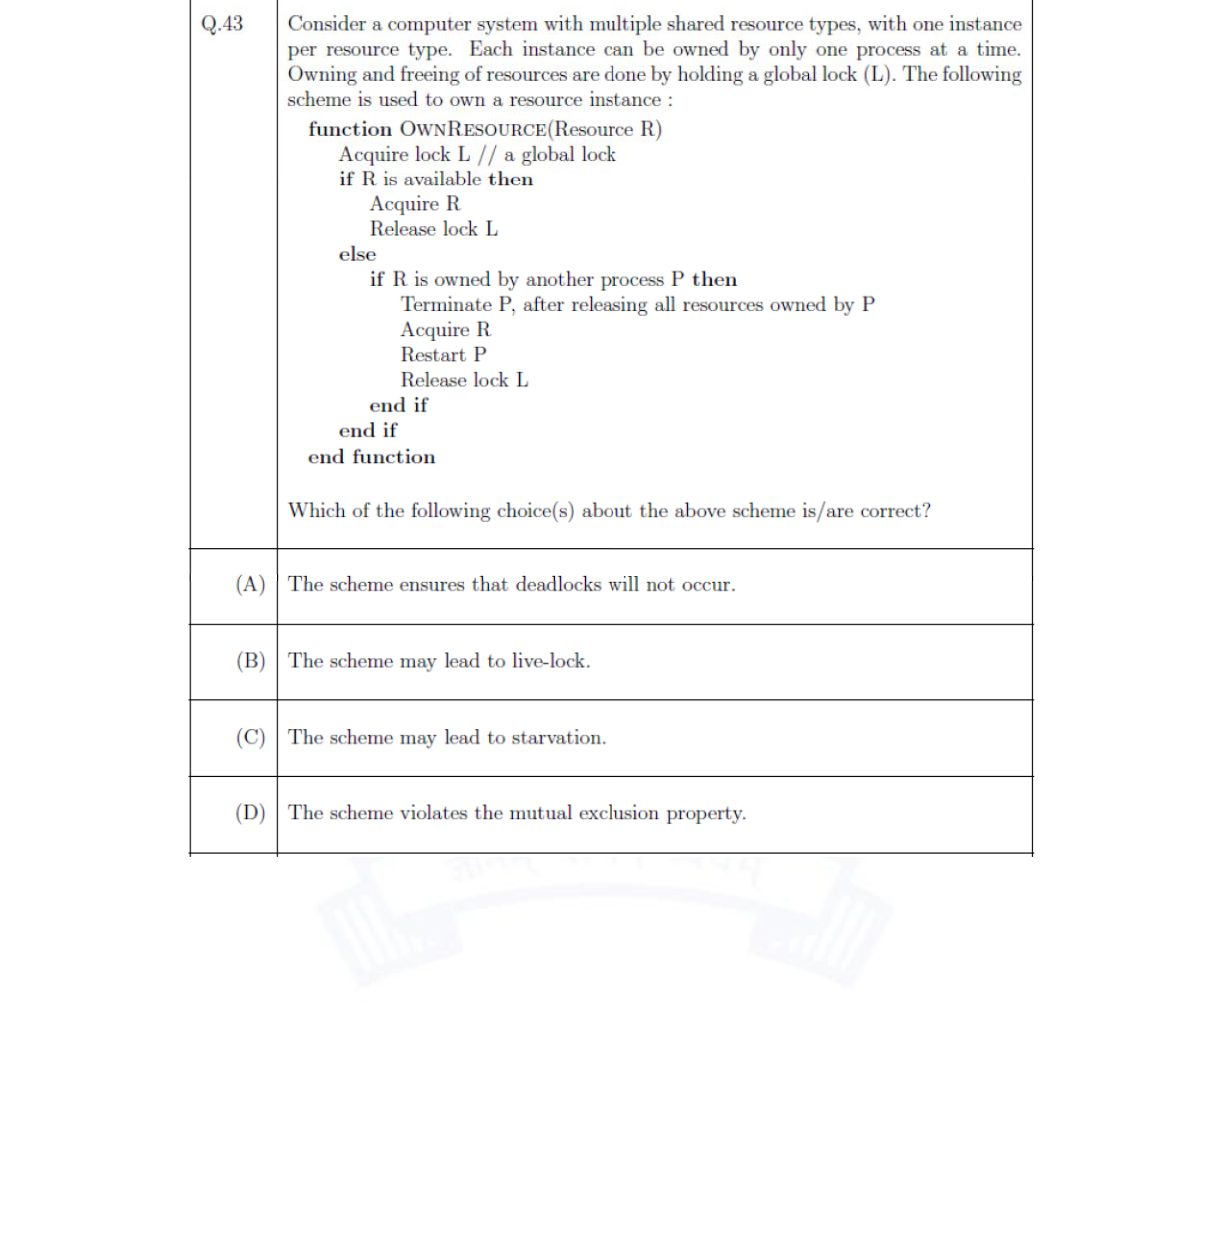 Q.43 Consider a computer system with multiple shared resource types, with one instance
per resource type. Each instance can be owned by only one process at a time.
Owning and freeing of resources are done by holding a global lock (L). The following
scheme is used to own a resource instance :
function OWNRESOURCE(Resource R)
Acquire lock L // a global lock
if R is available then
Acquire R
Release lock L
else
if R is owned by another process P then
Terminate P, after releasing all resources owned by P
Acquire R
Restart P
Release lock L
end if
end if
end function
Which of the following choice(s) about the above scheme is/are correct?
(A) The scheme ensures that deadlocks will not occur.
(B) The scheme may lead to live-lock.
(C) The scheme may lead to starvation.
(D) The scheme violates the mutual exclusion property.